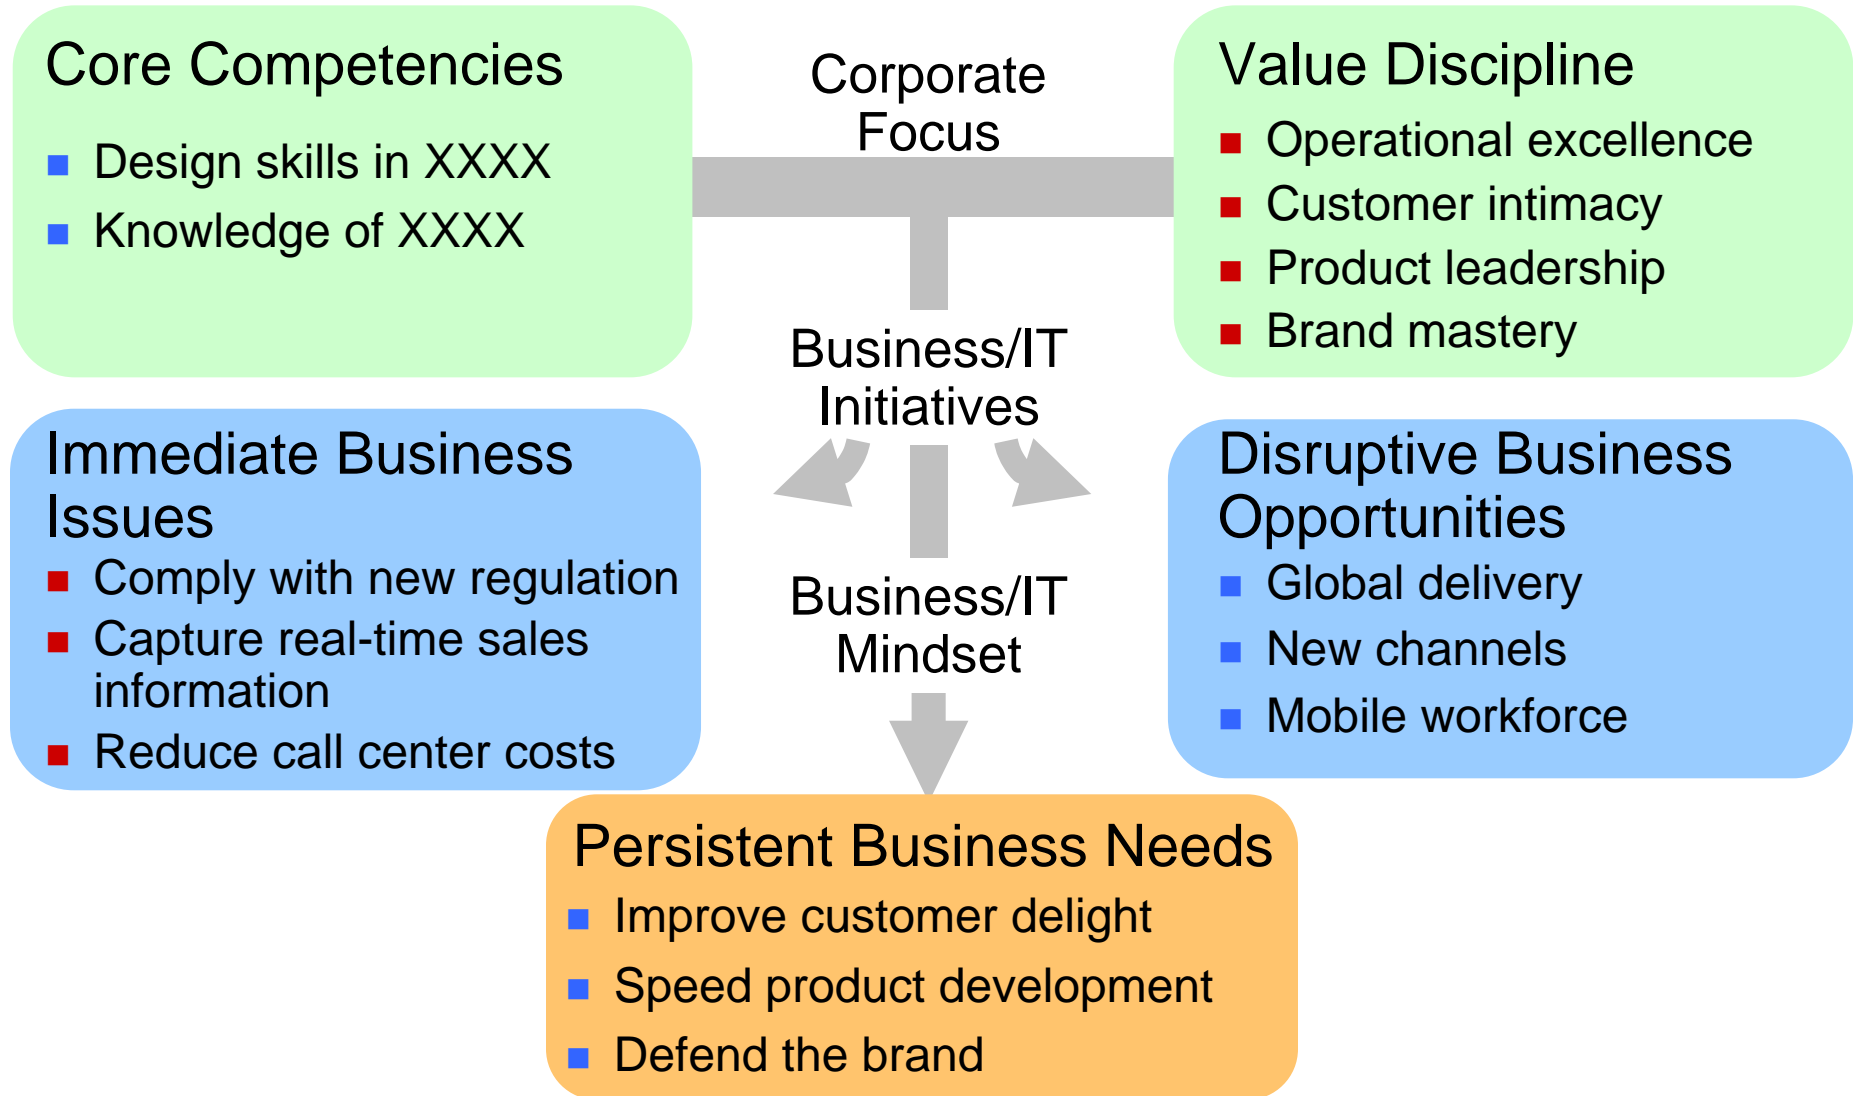 Core Competencies
Design skills in XXXX
Knowledge of XXXX
Corporate
Focus
Value Discipline
Operational excellence
Customer intimacy
Product leadership
Brand mastery
Business/IT
Initiatives
Immediate Business
Issues
Comply with new regulation
Capture real-time sales
information
Reduce call center costs
Business/IT
Mindset
Disruptive Business
Opportunities
Global delivery
New channels
Mobile workforce
Persistent Business Needs
Improve customer delight
Speed product development
Defend the brand